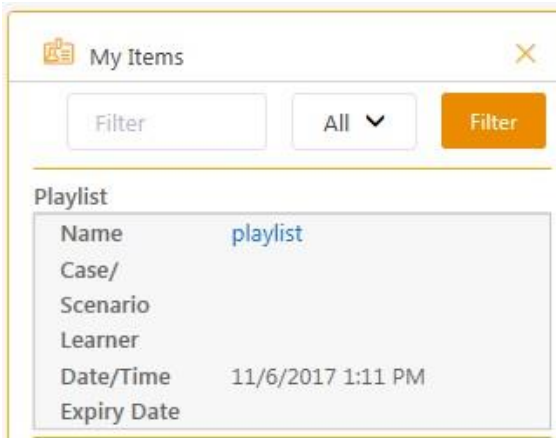 My Items
Filter All Filter
Playlist
Name playlist
Case/
Scenario
Learner
Date/Time 11/6/2017 1:11 PM
Expiry Date